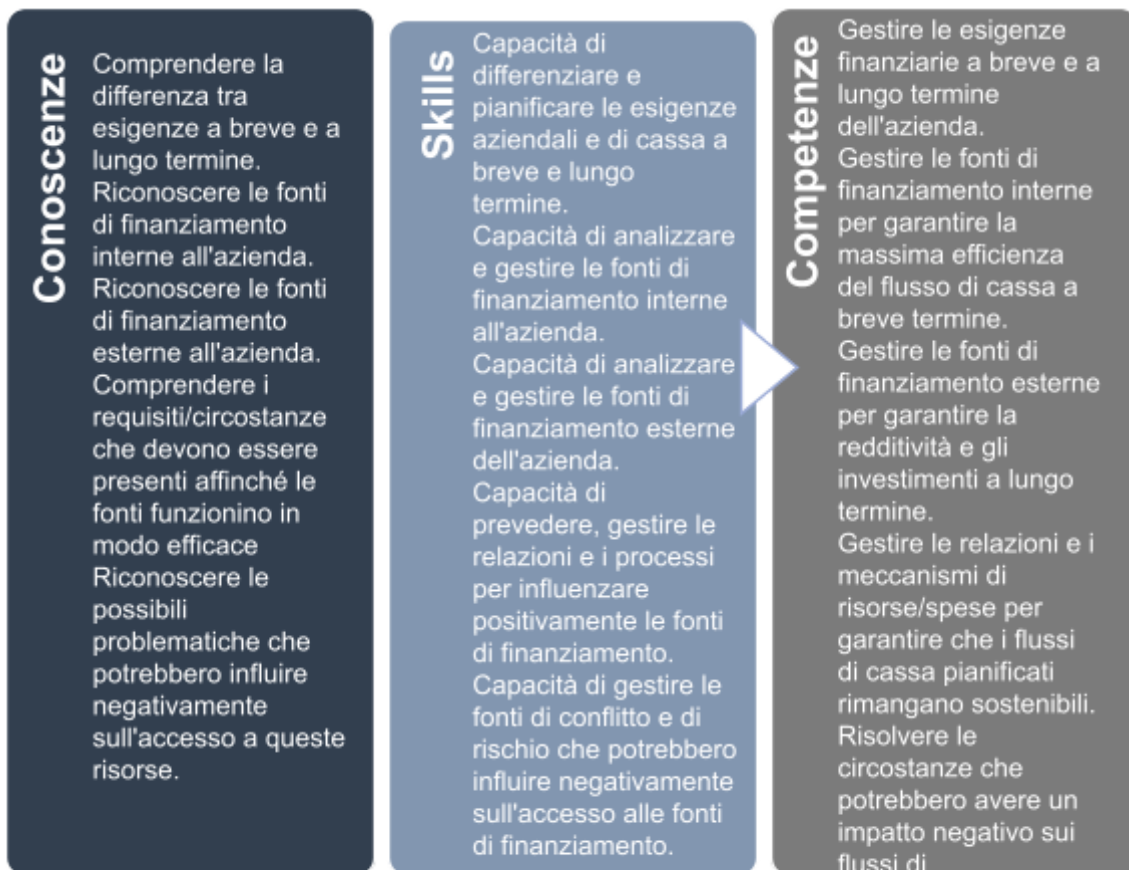 Conoscenze
Comprendere la
differenza tra
esigenze a breve e a
lungo termine.
Riconoscere le fonti
di finanziamento
interne all'azienda.
Riconoscere le fonti
di finanziamento
esterne all'azienda.
Comprendere i
requisiti/circostanze
che devono essere
presenti affinché le
fonti funzionino in
modo efficace
Riconoscere le
possibili
problematiche che
potrebbero influire
negativamente
sull'accesso a queste
risorse.
Skills
Capacità di
differenziare e
pianificare le esigenze
aziendali e di cassa a
breve e lungo
termine.
Capacità di analizzare
e gestire le fonti di
finanziamento interne
all'azienda.
Capacità di analizzare
e gestire le fonti di
finanziamento esterne
dell'azienda.
Capacità di
prevedere, gestire le
relazioni e i processi
per influenzare
positivamente le fonti
di finanziamento.
Capacità di gestire le
fonti di conflitto e di
rischio che potrebbero
influire negativamente
sull'accesso alle fonti
di finanziamento.
Competenze
Gestire le esigenze
finanziarie a breve e a
lungo termine
dell'azienda.
Gestire le fonti di
finanziamento interne
per garantire la
massima efficienza
del flusso di cassa a
breve termine.
Gestire le fonti di
finanziamento esterne
per garantire la
redditività e gli
investimenti a lungo
termine.
Gestire le relazioni e i
meccanismi di
risorse/spese per
garantire che i flussi
di cassa pianificati
rimangano sostenibili.
Risolvere le
circostanze che
potrebbero avere un
impatto negativo sui
flussi di